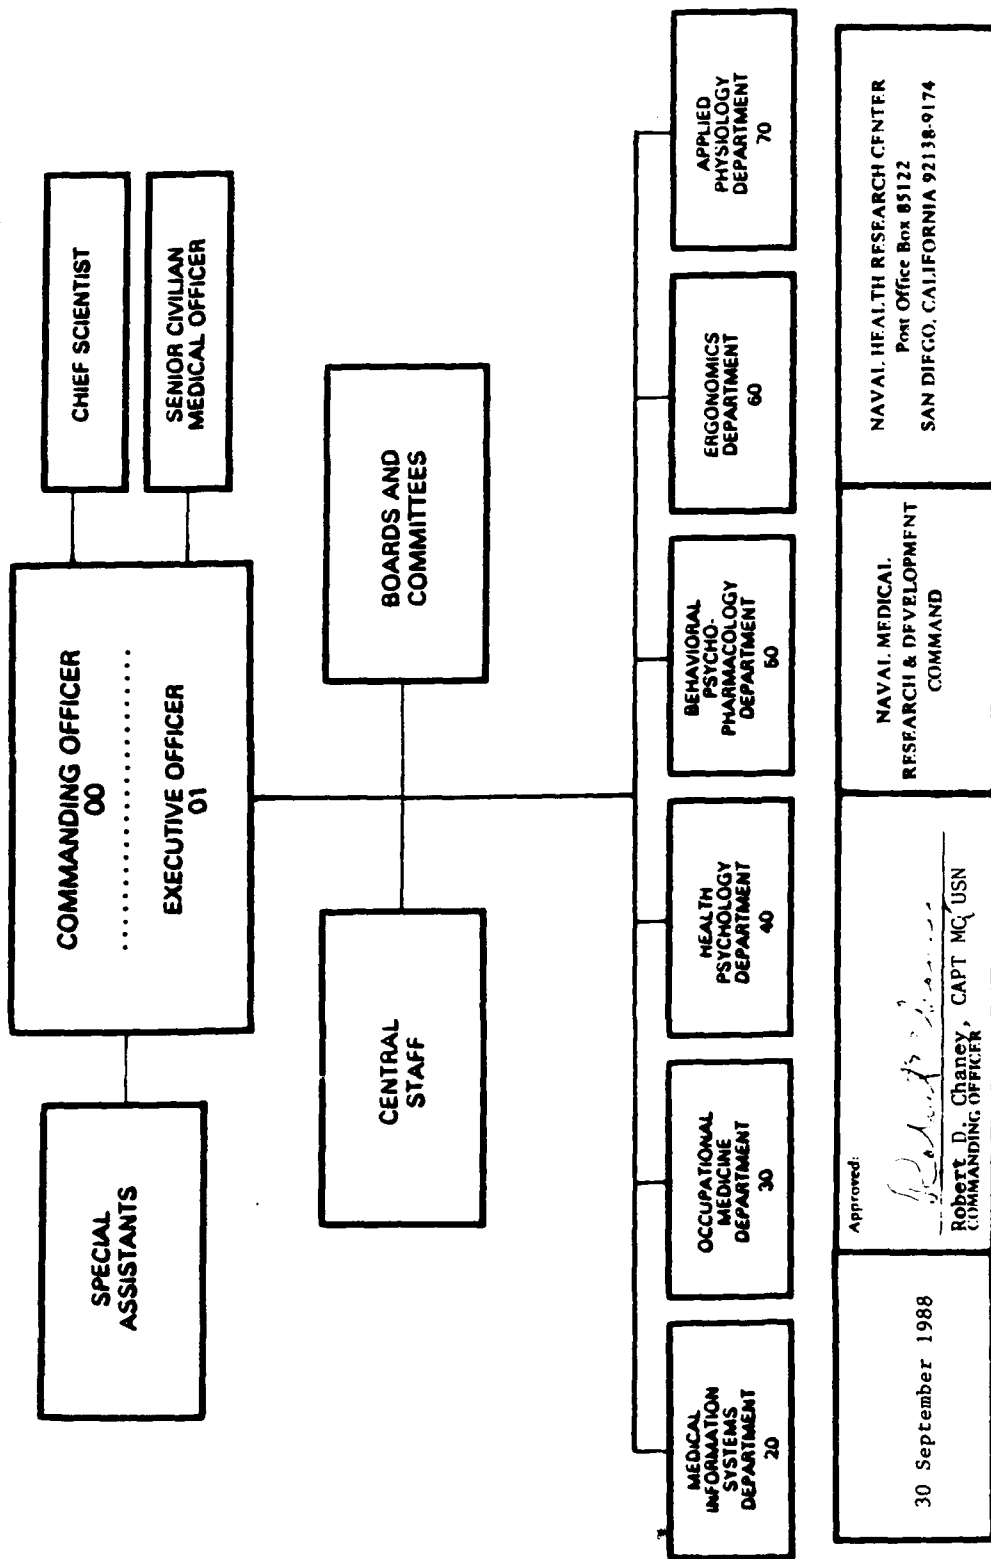 COMMANDING OFFICER
00
EXECUTIVE OFFICER
01
SPECIAL
ASSISTANTS
CHIEF SCIENTIST
SENIOR CIVILIAN
MEDICAL OFFICER
CENTRAL
STAFF
BOARDS AND
COMMITTEES
MEDICAL
INFORMATION
SYSTEMS
DEPARTMENT
20
OCCUPATIONAL
MEDICINE
DEPARTMENT
30
HEALTH
PSYCHOLOGY
DEPARTMENT
40
BEHAVIORAL
PSYCHO-
PHARMACOLOGY
DEPARTMENT
50
ERGONOMICS
DEPARTMENT
60
APPLIED
PHYSIOLOGY
DEPARTMENT
70
30 September 1988
Approved:
Robert D. Chaney, CAPT MC USN
COMMANDING OFFICER
NAVAL MEDICAL
RESEARCH & DEVELOPMENT
COMMAND
NAVAL HEALTH RESEARCH CENTER
Post Office Box 85122
SAN DIEGO, CALIFORNIA 92138-9174